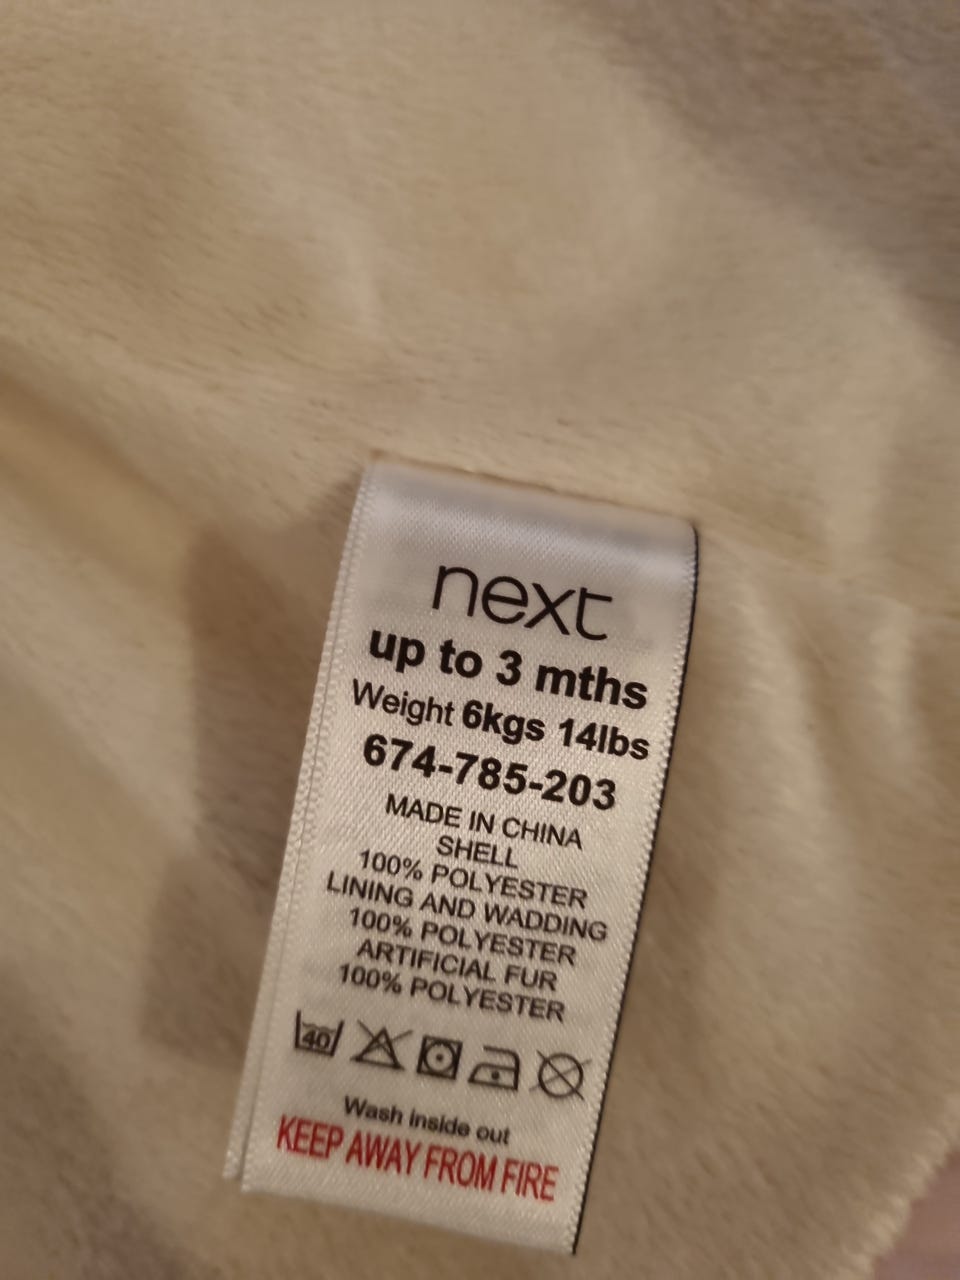 next
up to 3 mths
Weight 6kgs 14lbs
674-785-203
MADE IN CHINA
SHELL
100% POLYESTER
LINING AND WADDING
100% POLYESTER
ARTIFICIAL FUR
100% POLYESTER
40
Wash inside out
KEEP AWAY FROM FIRE